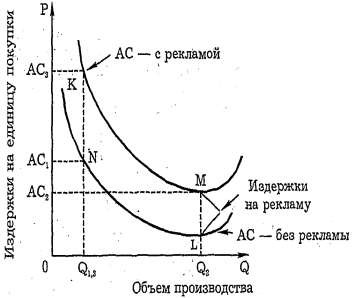 P
Издержки на единицу покупки
AC₃
K
AC — с рекламой
AC₁
N
AC₂
M
Издержки
на рекламу
L
AC — без рекламы
0
Q₁,₃
Q₂
Q
Объем производства